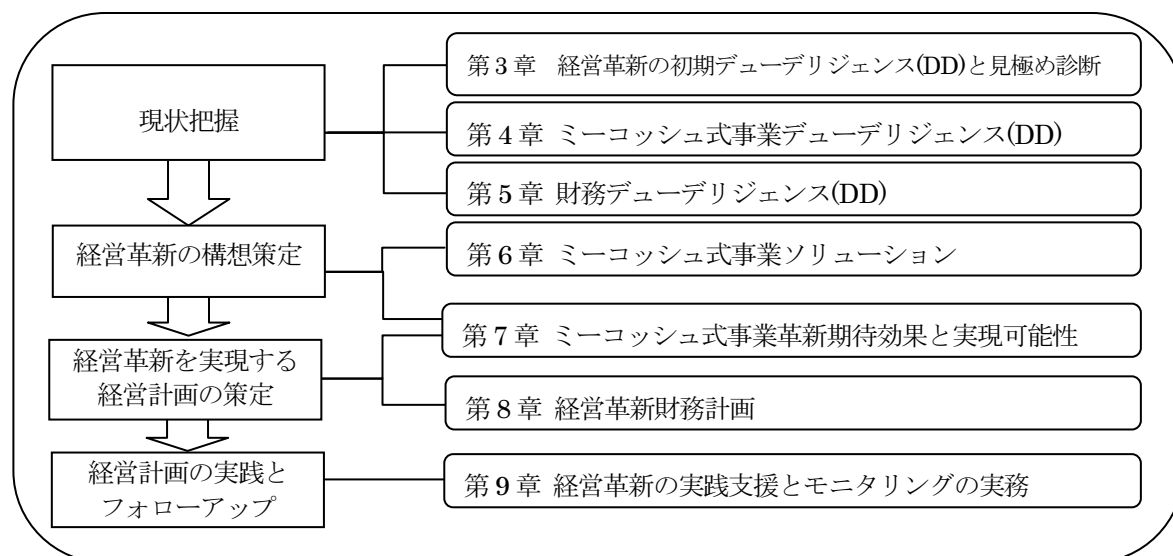 現状把握
第3章 経営革新の初期デューデリジェンス(DD)と見極め診断
第4章 ミーコッシュ式事業デューデリジェンス(DD)
第5章 財務デューデリジェンス(DD)
経営革新の構想策定
第6章 ミーコッシュ式事業ソリューション
第7章 ミーコッシュ式事業革新期待効果と実現可能性
経営革新を実現する
経営計画の策定
第8章 経営革新財務計画
経営計画の実践と
フォローアップ
第9章 経営革新の実践支援とモニタリングの実務